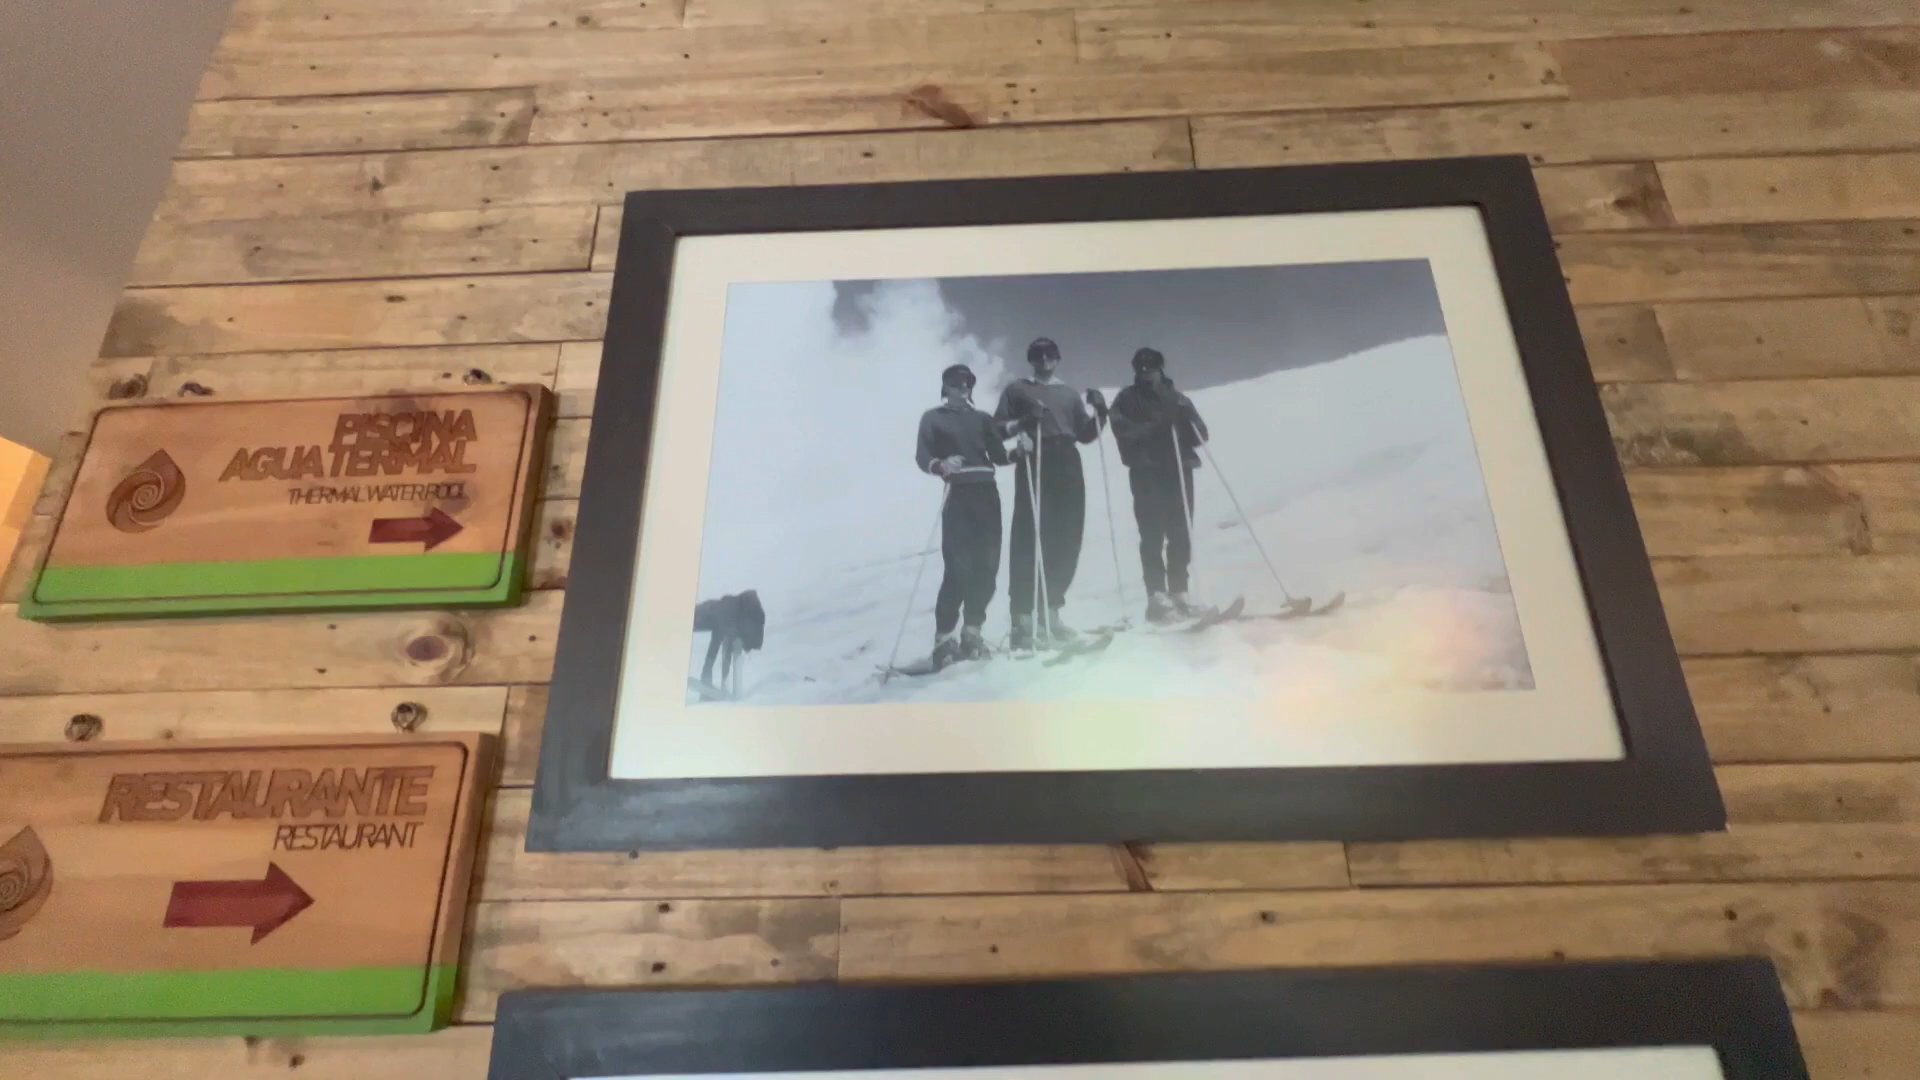 PISCINA
AGUA TERMAL
THERMAL WATER POOL
RESTAURANTE
RESTAURANT